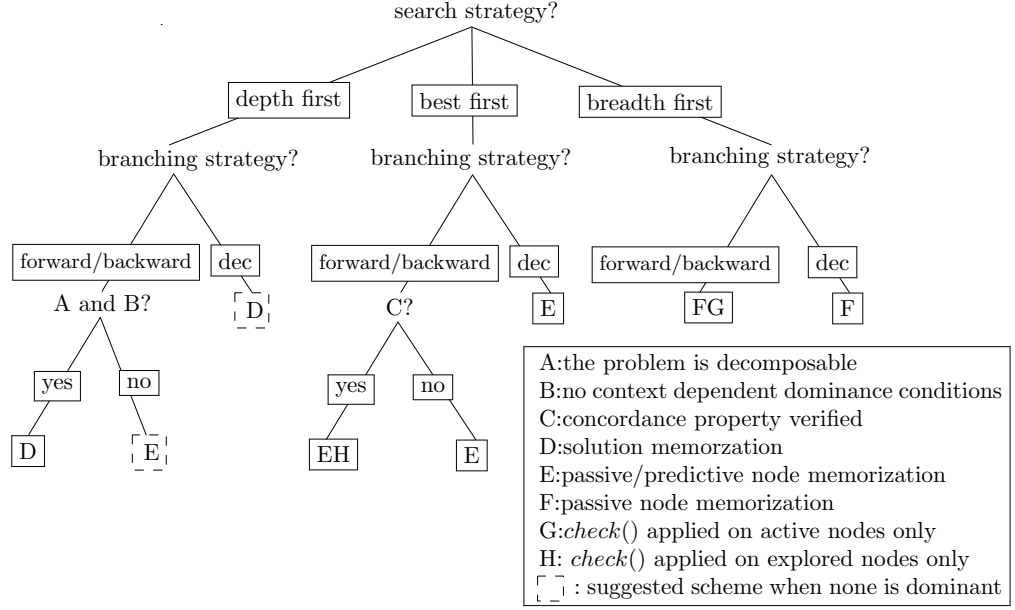 search strategy?
depth first
best first
breadth first
branching strategy?
branching strategy?
branching strategy?
forward/backward
dec
forward/backward
dec
forward/backward
dec
A and B?
D
C?
E
FG
F
yes
no
yes
no
D
E
EH
E
A:the problem is decomposable
B:no context dependent dominance conditions
C:concordance property verified
D:solution memorzation
E:passive/predictive node memorization
F:passive node memorization
G:check() applied on active nodes only
H: check() applied on explored nodes only
: suggested scheme when none is dominant